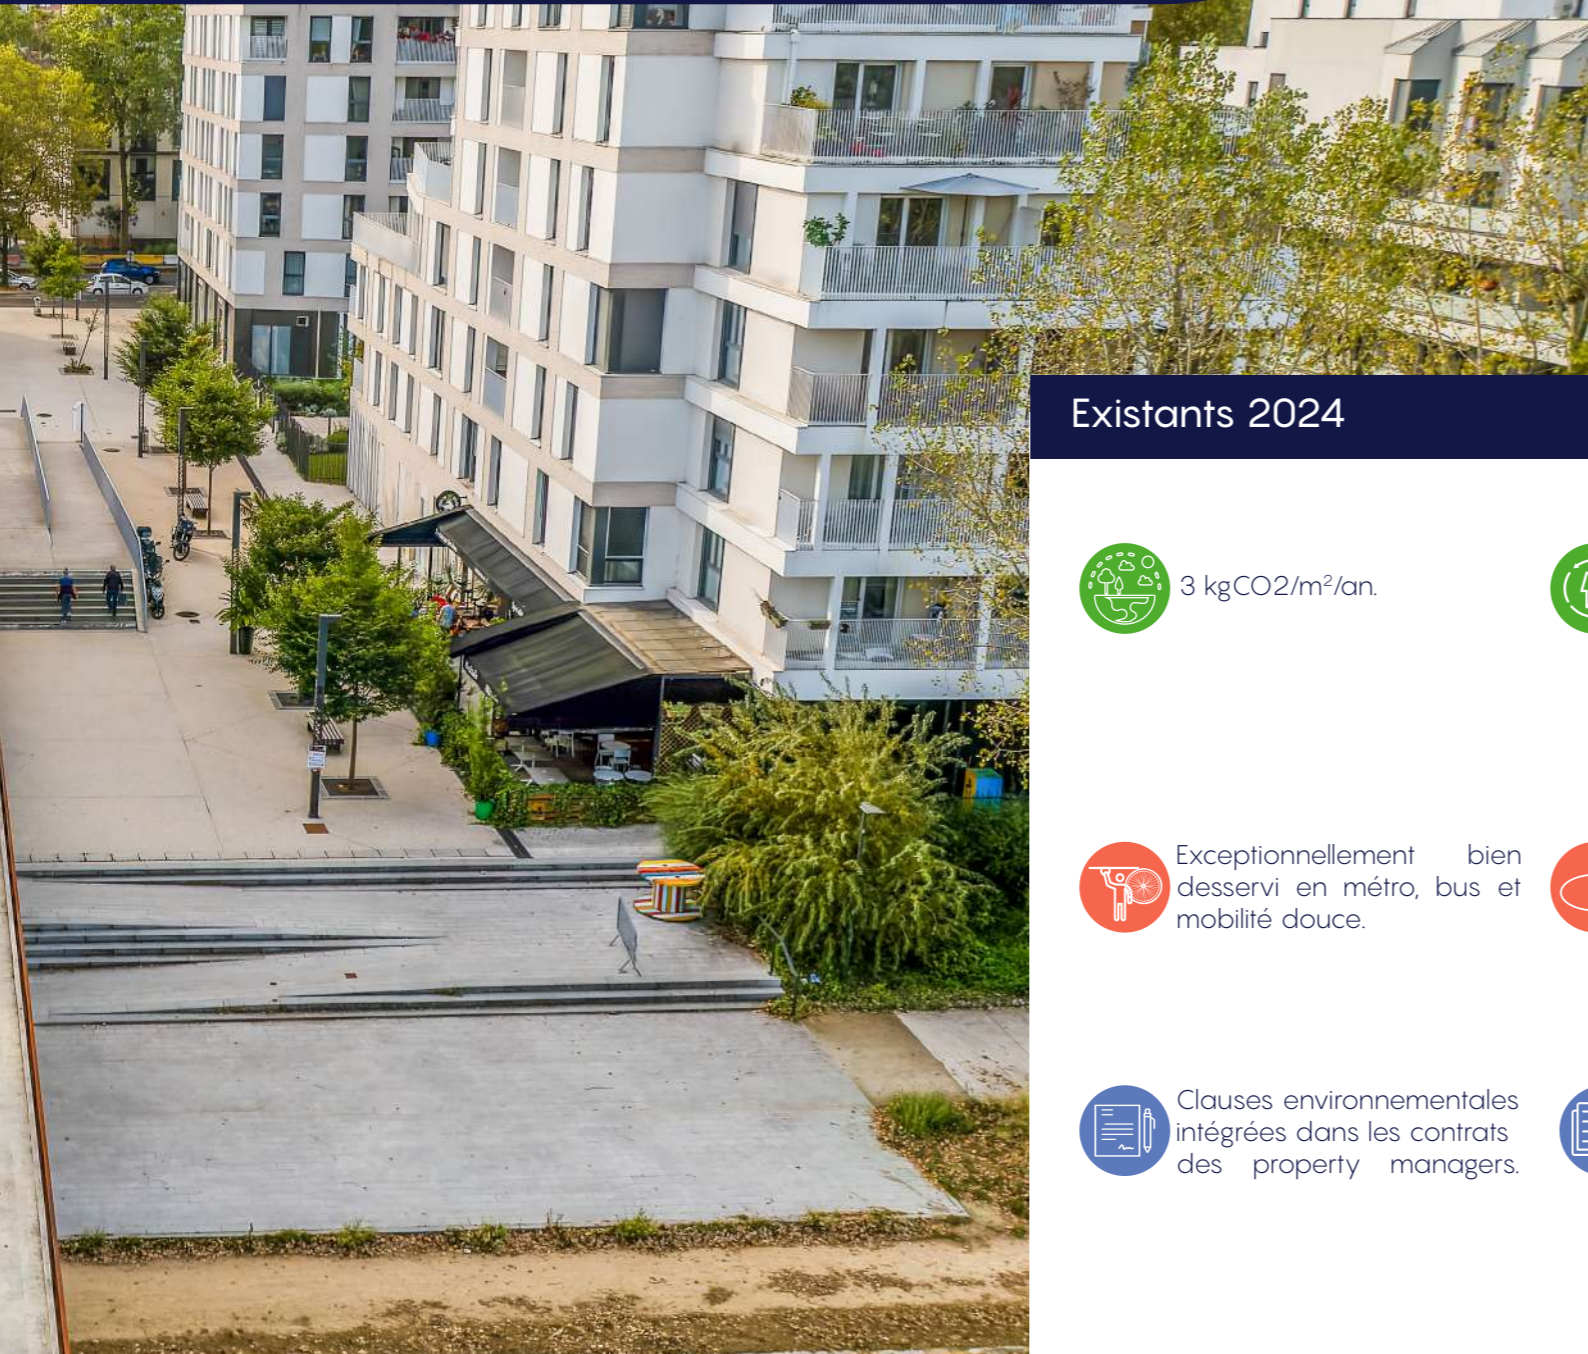 Existants 2024
3 kgCO2/m²/an.
Exceptionnellement bien
desservi en métro, bus et
mobilité douce.
Clauses environnementales
intégrées dans les contrats
des property managers.